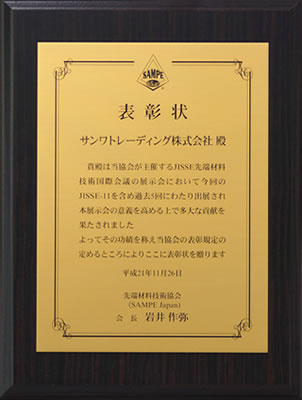 SAMPE
表彰状
サンワトレーディング株式会社 殿
貴殿は当協会が主催するJISSE先端材料
技術国際会議の展示会において今回の
JISSE-11を含め過去5回にわたり出展され
本展示会の意義を高める上で多大な貢献を
果たされました
よってその功績を称え当協会の表彰規定の
定めるところによりここに表彰状を贈ります
平成21年11月26日
先端材料技術協会
(SAMPE Japan)
会長 岩井作弥